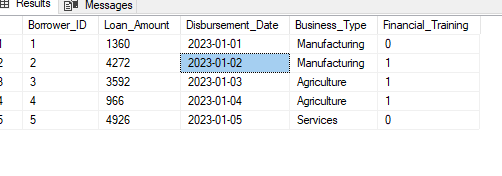 Results Messages
Borrower_ID Loan_Amount Disbursement_Date Business_Type Financial_Training
1 1 1360 2023-01-01 Manufacturing 0
2 2 4272 2023-01-02 Manufacturing 1
3 3 3592 2023-01-03 Agriculture 1
4 4 966 2023-01-04 Agriculture 1
5 5 4926 2023-01-05 Services 0